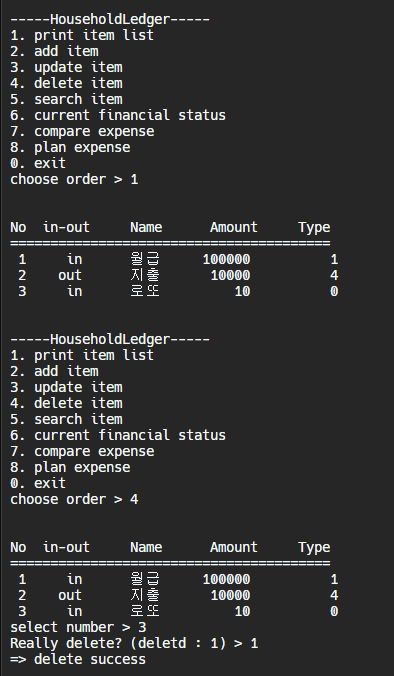 -----HouseholdLedger-----
1. print item list
2. add item
3. update item
4. delete item
5. search item
6. current financial status
7. compare expense
8. plan expense
0. exit
choose order > 1
No  in-out     Name      Amount     Type
========================================
1     in      월급     100000          1
2    out      지출      10000          4
3     in      로또         10          0
-----HouseholdLedger-----
1. print item list
2. add item
3. update item
4. delete item
5. search item
6. current financial status
7. compare expense
8. plan expense
0. exit
choose order > 4
No  in-out     Name      Amount     Type
========================================
1     in      월급     100000          1
2    out      지출      10000          4
3     in      로또         10          0
select number > 3
Really delete? (deletd : 1) > 1
=> delete success